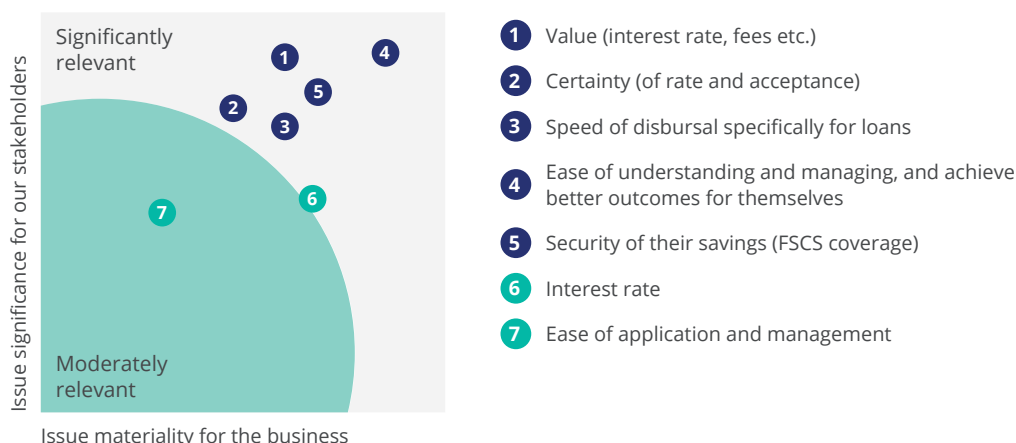 Issue significance for our stakeholders
Significantly
relevant
1
4
5
2
3
6
7
Moderately
relevant
Issue materiality for the business
1 Value (interest rate, fees etc.)
2 Certainty (of rate and acceptance)
3 Speed of disbursal specifically for loans
4 Ease of understanding and managing, and achieve
better outcomes for themselves
5 Security of their savings (FSCS coverage)
6 Interest rate
7 Ease of application and management